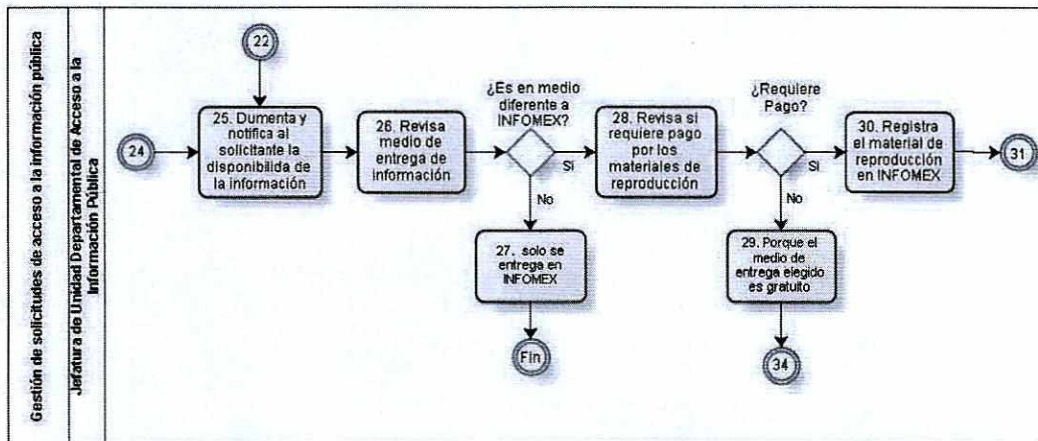 Gestión de solicitudes de acceso a la información pública
Jefatura de Unidad Departamental de Acceso a la
Información Pública
22
24
25. Dumenta y
notifica al
solicitante la
disponibilida de
la información
26. Revisa
medio de
entrega de
información
¿Es en medio
diferente a
INFOMEX?
Sí
No
27. solo se
entrega en
INFOMEX
Fin
28. Revisa si
requiere pago
por los
materiales de
reproducción
¿Requiere
Pago?
Sí
No
29. Porque el
medio de
entrega elegido
es gratuito
34
30. Registra
el material de
reproducción
en INFOMEX
31